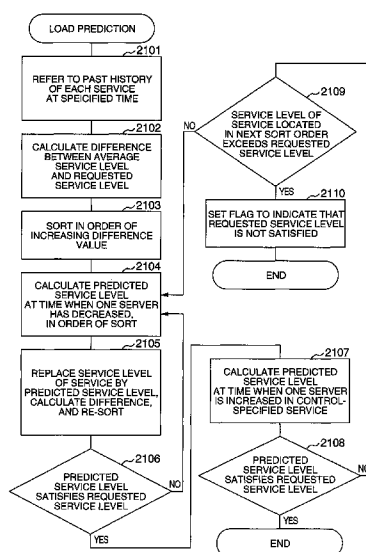 LOAD PREDICTION
2101
REFER TO PAST HISTORY
OF EACH SERVICE
AT SPECIFIED TIME
2102
CALCULATE DIFFERENCE
BETWEEN AVERAGE
SERVICE LEVEL
AND REQUESTED
SERVICE LEVEL
2103
SORT IN ORDER OF
INCREASING DIFFERENCE
VALUE
2104
CALCULATE PREDICTED
SERVICE LEVEL
AT TIME WHEN ONE SERVER
HAS DECREASED,
IN ORDER OF SORT
2105
REPLACE SERVICE LEVEL
OF SERVICE BY
PREDICTED SERVICE LEVEL,
CALCULATE DIFFERENCE,
AND RE-SORT
2106
PREDICTED
SERVICE LEVEL
SATISFIES REQUESTED
SERVICE LEVEL
NO
YES
2107
CALCULATE PREDICTED
SERVICE LEVEL
AT TIME WHEN ONE SERVER
IS INCREASED IN CONTROL-
SPECIFIED SERVICE
2108
PREDICTED
SERVICE LEVEL
SATISFIES REQUESTED
SERVICE LEVEL
NO
YES
END
2109
SERVICE LEVEL OF
SERVICE LOCATED
IN NEXT SORT ORDER
EXCEEDS REQUESTED
SERVICE LEVEL
NO
YES
2110
SET FLAG TO INDICATE THAT
REQUESTED SERVICE LEVEL
IS NOT SATISFIED
END